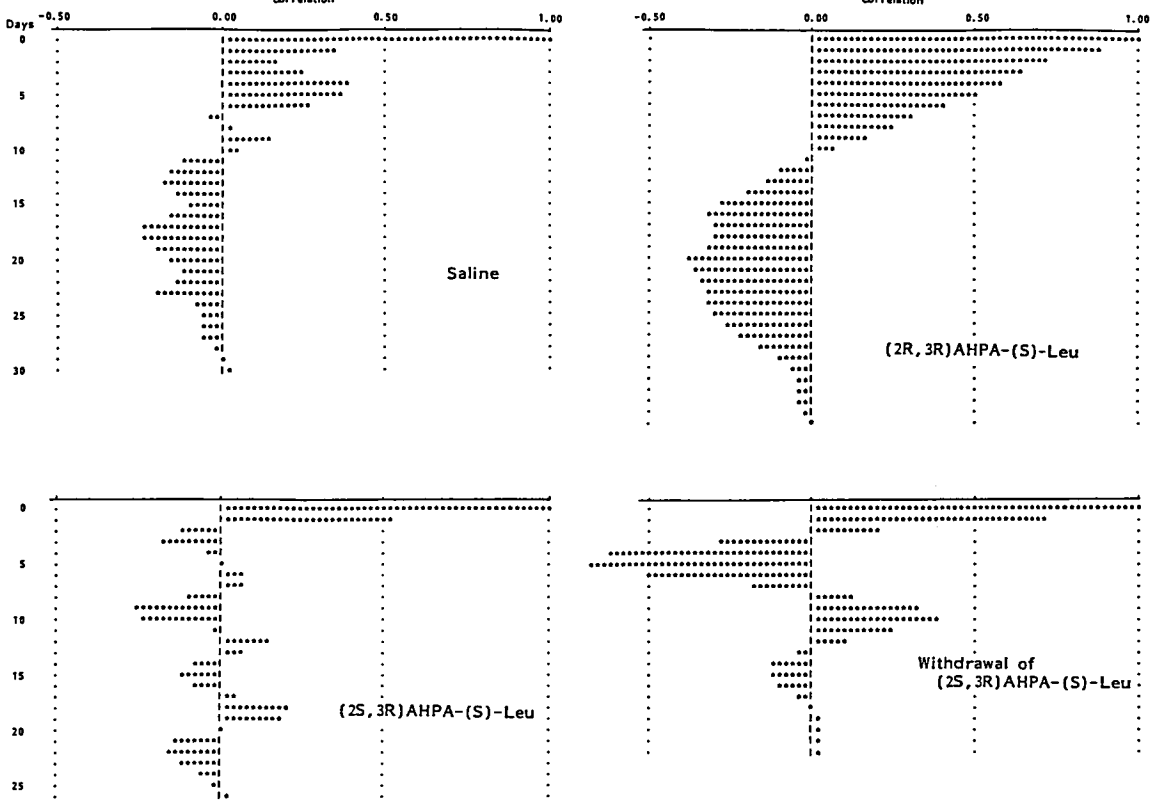 Correlation Correlation
-0.50 0.00 0.50 1.00 -0.50 0.00 0.50 1.00
Days
0
5
10
15
20
25
30
Saline
(2R,3R)AHPA-(S)-Leu
0
5
10
15
20
25
(2S,3R)AHPA-(S)-Leu
Withdrawal of
(2S,3R)AHPA-(S)-Leu